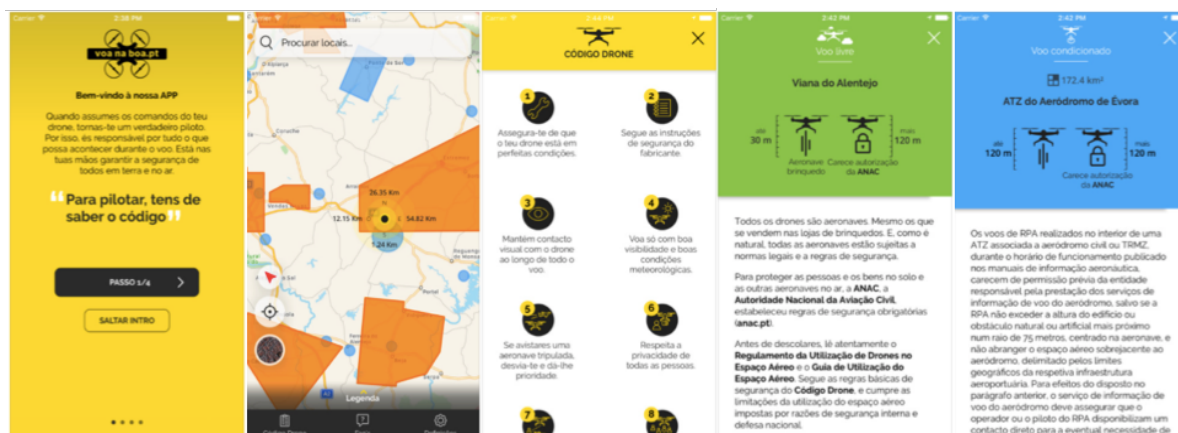 Carrier 2:38 PM
voa na boa.pt
Bem-vindo à nossa APP
Quando assumes os comandos do teu
drone, tornas-te um verdadeiro piloto.
Por isso, és responsável por tudo o que
possa acontecer durante o voo. Está nas
tuas mãos garantir a segurança de
todos em terra e no ar.
“Para pilotar, tens de
saber o código”
PASSO 1/4
SALTAR INTRO
Procurar locais...
Coruche
26.35 Km
12.15 Km
54.82 Km
1.24 Km
Portel
Legenda
Código Drone
Definições
Carrier 2:44 PM
CÓDIGO DRONE
1
Assegura-te de que
o teu drone está em
perfeitas condições.
2
Segue as instruções
de segurança do
fabricante.
3
Mantém contacto
visual com o drone
ao longo de todo o
voo.
4
Voa só com boa
visibilidade e boas
condições
meteorológicas.
5
Se avistares uma
aeronave tripulada,
desvia-te e dá-lhe
prioridade.
6
Respeita a
privacidade de
todas as pessoas.
7
8
Carrier 2:42 PM
Voo livre
Viana do Alentejo
até
30 m
mais
120 m
Aeronave
brinquedo
Carece autorização
da ANAC
Todos os drones são aeronaves. Mesmo os que
se vendem nas lojas de brinquedos. E, como é
natural, todas as aeronaves estão sujeitas a
normas legais e a regras de segurança.
Para proteger as pessoas e os bens no solo e
as outras aeronaves no ar, a ANAC, a
Autoridade Nacional da Aviação Civil,
estabeleceu regras de segurança obrigatórias
(anac.pt).
Antes de descolares, lê atentamente o
Regulamento da Utilização de Drones no
Espaço Aéreo e o Guia de Utilização do
Espaço Aéreo. Segue as regras básicas de
segurança do Código Drone, e cumpre as
limitações da utilização do espaço aéreo
impostas por razões de segurança interna e
defesa nacional.
Carrier 2:42 PM
Voo condicionado
172.4 km²
ATZ do Aeródromo de Évora
até
120 m
mais
120 m
Carece autorização
da ANAC
Os voos de RPA realizados no interior de uma
ATZ associada a aeródromo civil ou TRMZ,
durante o horário de funcionamento publicado
nos manuais de informação aeronáutica,
carecem de permissão prévia da entidade
responsável pela prestação dos serviços de
informação de voo do aeródromo, salvo se a
RPA não exceder a altura do edifício ou
obstáculo natural ou artificial mais próximo
num raio de 75 metros, centrado na aeronave, e
não abranger o espaço aéreo sobrejacente ao
aeródromo, delimitado pelos limites
geográficos da respetiva infraestrutura
aeroportuária. Para efeitos do disposto no
parágrafo anterior, o serviço de informação de
voo do aeródromo deve assegurar que o
operador ou o piloto do RPA disponibilizam um
contacto direto para a eventual necessidade de